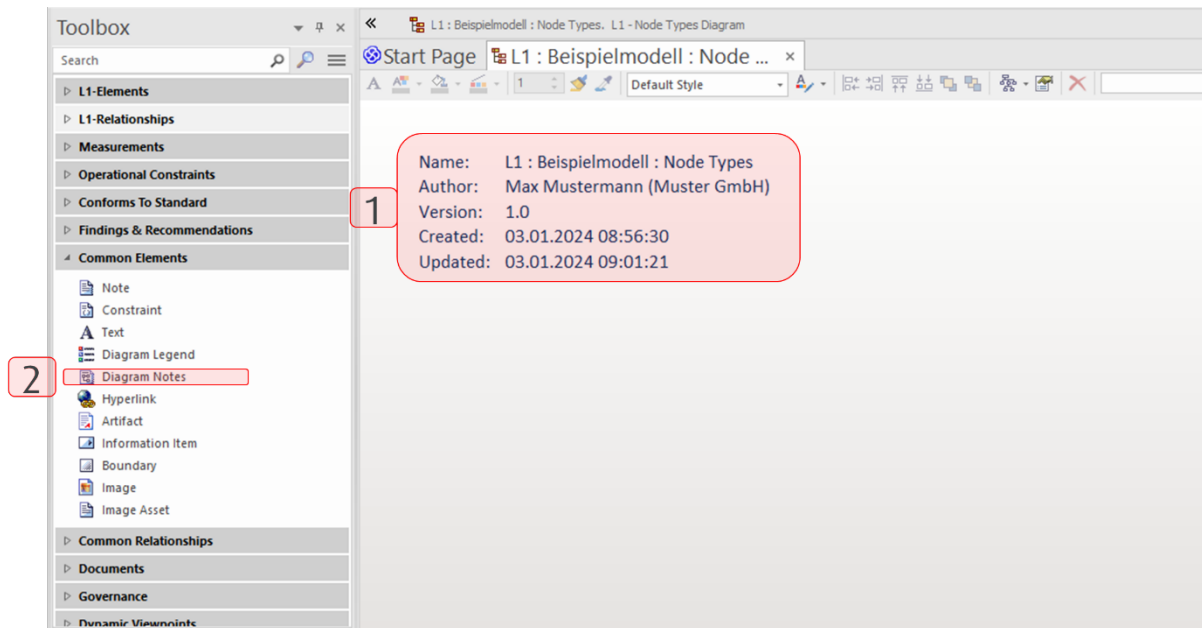 Toolbox
Search
L1-Elements
L1-Relationships
Measurements
Operational Constraints
Conforms To Standard
Findings & Recommendations
Common Elements
Note
Constraint
Text
Diagram Legend
2
Diagram Notes
Hyperlink
Artifact
Information Item
Boundary
Image
Image Asset
Common Relationships
Documents
Governance
Dynamic Viewpoints
L1 : Beispielmodell : Node Types. L1 - Node Types Diagram
Start Page L1 : Beispielmodell : Node ...
1 Default Style
1
Name: L1 : Beispielmodell : Node Types
Author: Max Mustermann (Muster GmbH)
Version: 1.0
Created: 03.01.2024 08:56:30
Updated: 03.01.2024 09:01:21